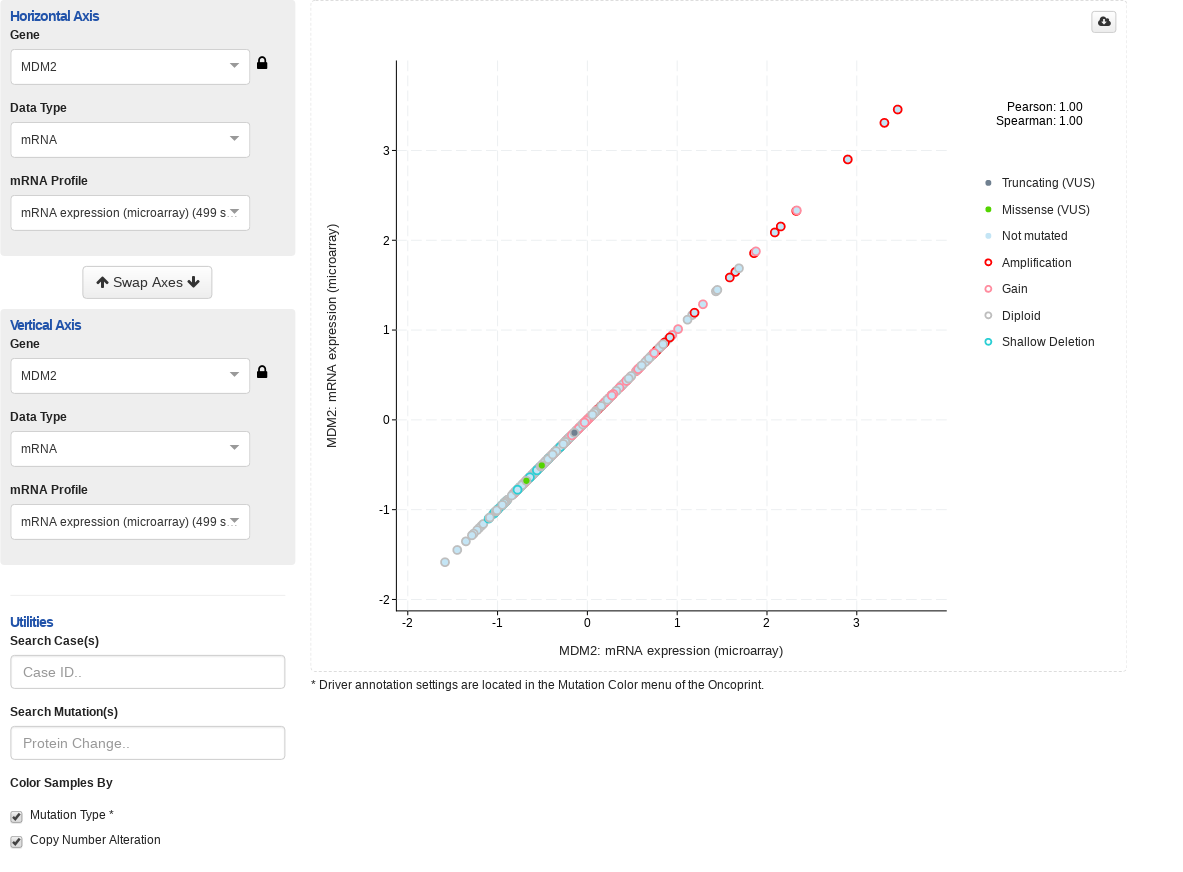 Horizontal Axis
Gene
MDM2
Data Type
mRNA
mRNA Profile
mRNA expression (microarray) (499 s...
Swap Axes
Vertical Axis
Gene
MDM2
Data Type
mRNA
mRNA Profile
mRNA expression (microarray) (499 s...
Utilities
Search Case(s)
Case ID..
Search Mutation(s)
Protein Change..
Color Samples By
Mutation Type *
Copy Number Alteration
MDM2: mRNA expression (microarray)
3
2
1
0
-1
-2
-2 -1 0 1 2 3
MDM2: mRNA expression (microarray)
Pearson: 1.00
Spearman: 1.00
Truncating (VUS)
Missense (VUS)
Not mutated
Amplification
Gain
Diploid
Shallow Deletion
* Driver annotation settings are located in the Mutation Color menu of the Oncoprint.